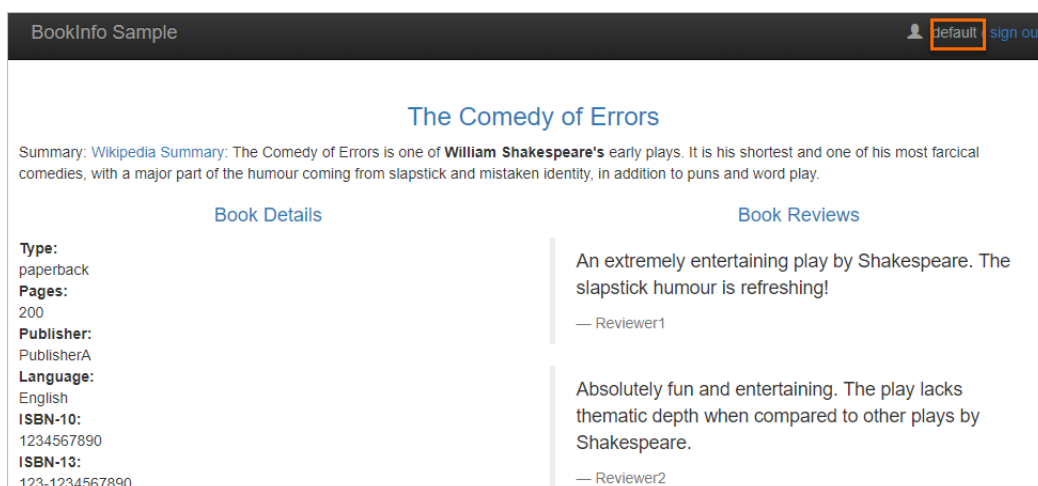 BookInfo Sample
default (sign ou
The Comedy of Errors
Summary: Wikipedia Summary: The Comedy of Errors is one of William Shakespeare's early plays. It is his shortest and one of his most farcical
comedies, with a major part of the humour coming from slapstick and mistaken identity, in addition to puns and word play.
Book Details
Type:
paperback
Pages:
200
Publisher:
PublisherA
Language:
English
ISBN-10:
1234567890
ISBN-13:
123-1234567890
Book Reviews
An extremely entertaining play by Shakespeare. The
slapstick humour is refreshing!
— Reviewer1
Absolutely fun and entertaining. The play lacks
thematic depth when compared to other plays by
Shakespeare.
— Reviewer2